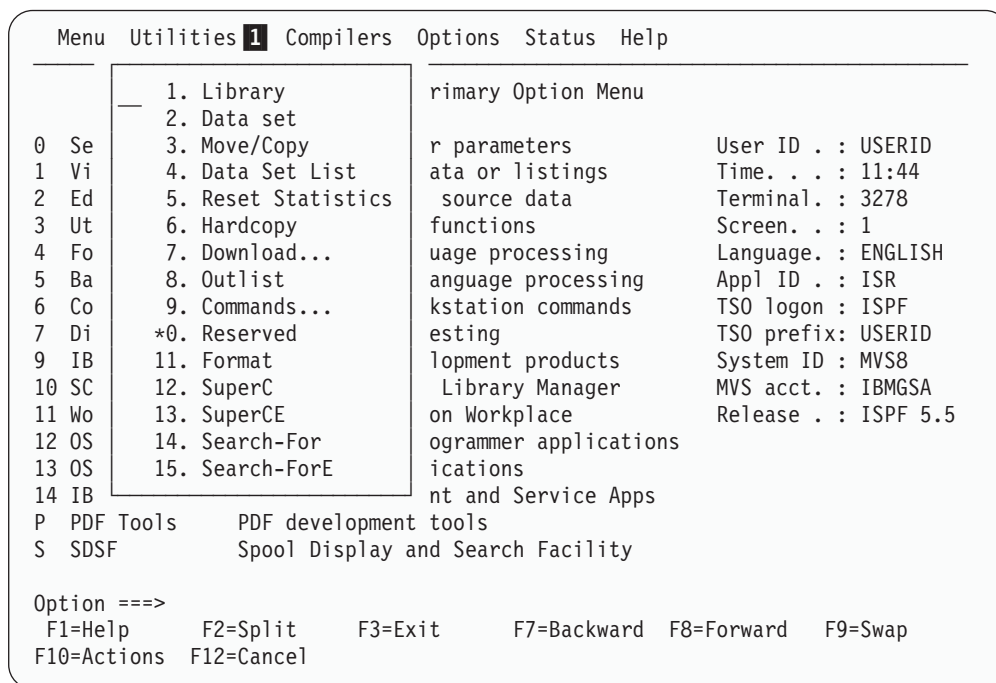 Menu Utilities 1 Compilers Options Status Help
__ 1. Library rimary Option Menu
2. Data set
0 Se 3. Move/Copy r parameters User ID . : USERID
1 Vi 4. Data Set List ata or listings Time. . . : 11:44
2 Ed 5. Reset Statistics source data Terminal. : 3278
3 Ut 6. Hardcopy functions Screen. . : 1
4 Fo 7. Download... uage processing Language. : ENGLISH
5 Ba 8. Outlist anguage processing Appl ID . : ISR
6 Co 9. Commands... kstation commands TSO logon : ISPF
7 Di *0. Reserved esting TSO prefix: USERID
9 IB 11. Format lopment products System ID : MVS8
10 SC 12. SuperC Library Manager MVS acct. : IBMGSA
11 Wo 13. SuperCE on Workplace Release . : ISPF 5.5
12 OS 14. Search-For ogrammer applications
13 OS 15. Search-ForE ications
14 IB nt and Service Apps
P PDF Tools PDF development tools
S SDSF Spool Display and Search Facility
Option ===>
F1=Help F2=Split F3=Exit F7=Backward F8=Forward F9=Swap
F10=Actions F12=Cancel